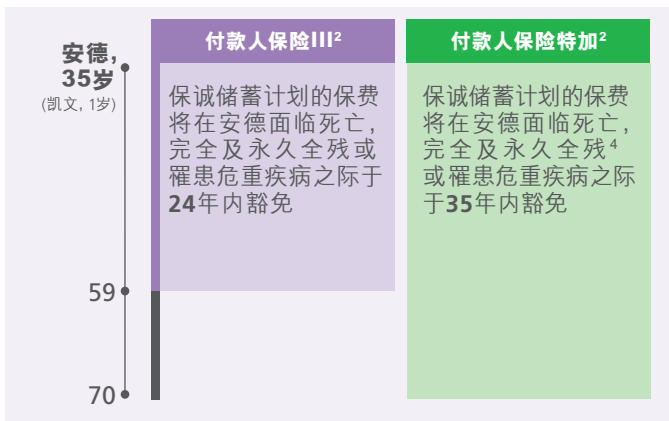 安德,
35岁
(凯文, 1岁)
59
70
付款人保险III²
保诚储蓄计划的保费
将在安德面临死亡,
完全及永久全残或
罹患危重疾病之际于
24年内豁免
付款人保险特加²
保诚储蓄计划的保费
将在安德面临死亡,
完全及永久全残⁴
或罹患危重疾病之际
于35年内豁免